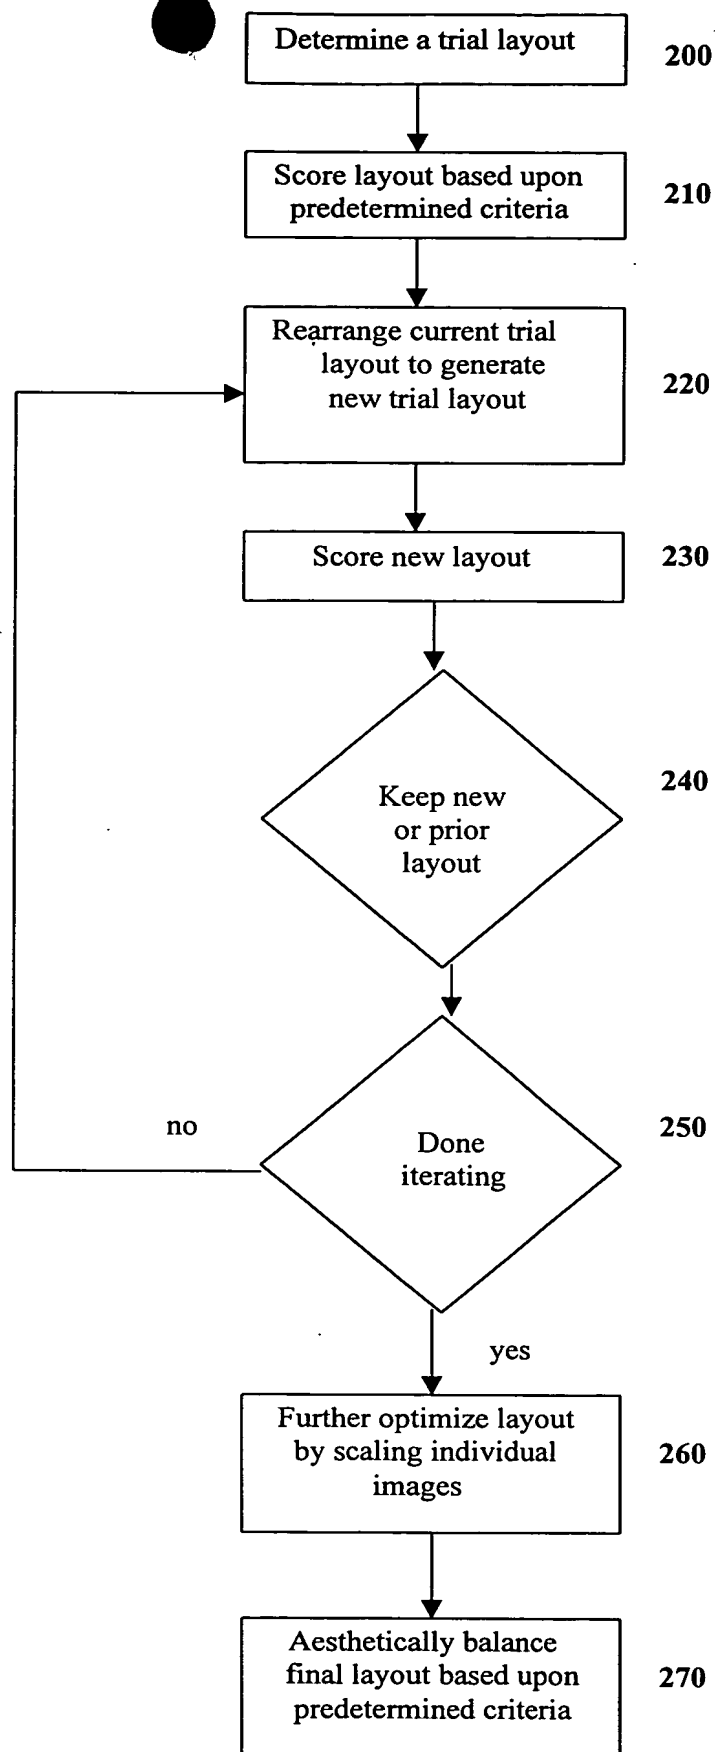 Determine a trial layout
200
Score layout based upon
predetermined criteria
210
Rearrange current trial
layout to generate
new trial layout
220
Score new layout
230
Keep new
or prior
layout
240
no
Done
iterating
250
yes
Further optimize layout
by scaling individual
images
260
Aesthetically balance
final layout based upon
predetermined criteria
270